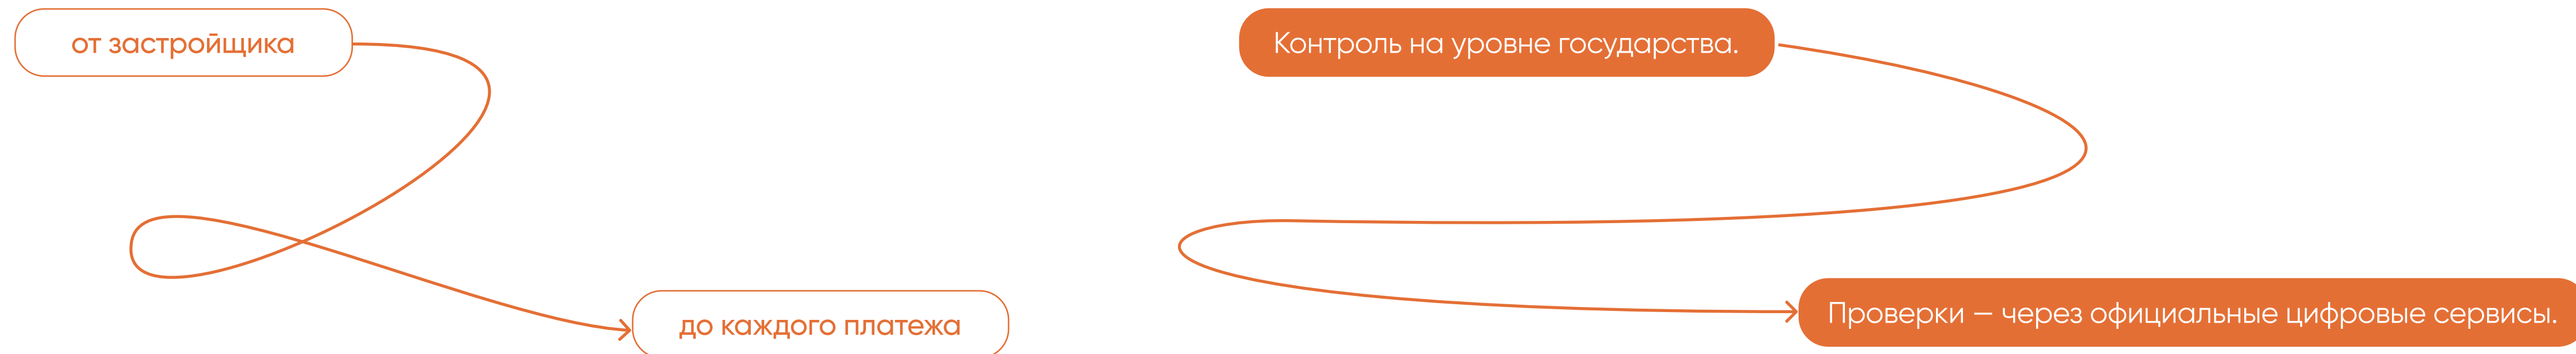 от застройщика
до каждого платежа
Контроль на уровне государства.
Проверки — через официальные цифровые сервисы.